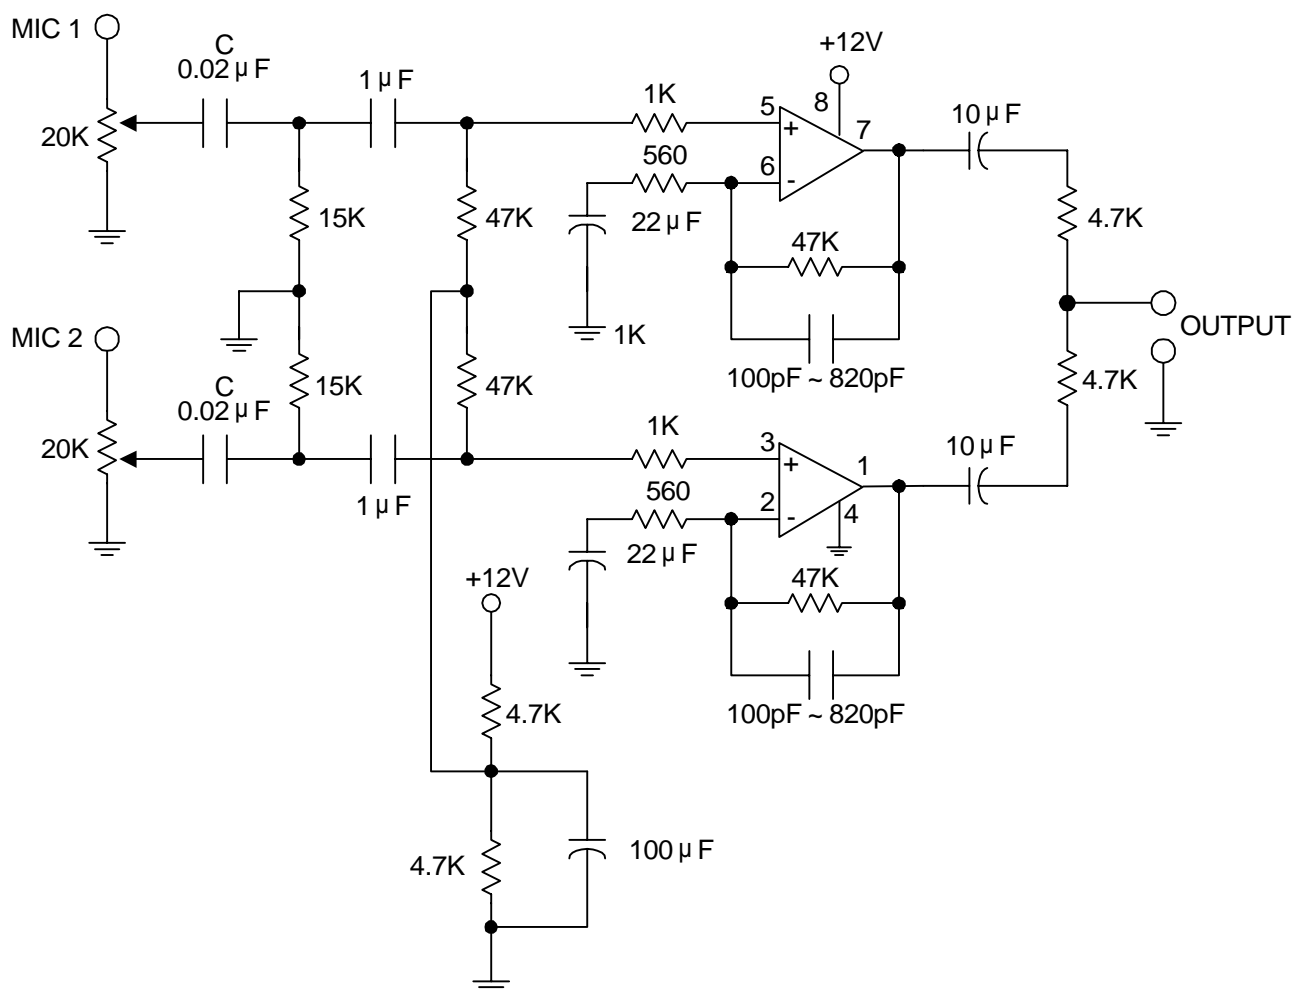 MIC 1
C
0.02μF
1μF
20K
15K
47K
1K
560
22μF
1K
+12V
5
6
8
7
+
-
47K
100pF ~ 820pF
10μF
4.7K
OUTPUT
4.7K
MIC 2
C
0.02μF
1μF
20K
15K
47K
1K
560
22μF
3
2
1
4
+
-
47K
100pF ~ 820pF
10μF
+12V
4.7K
4.7K
100μF